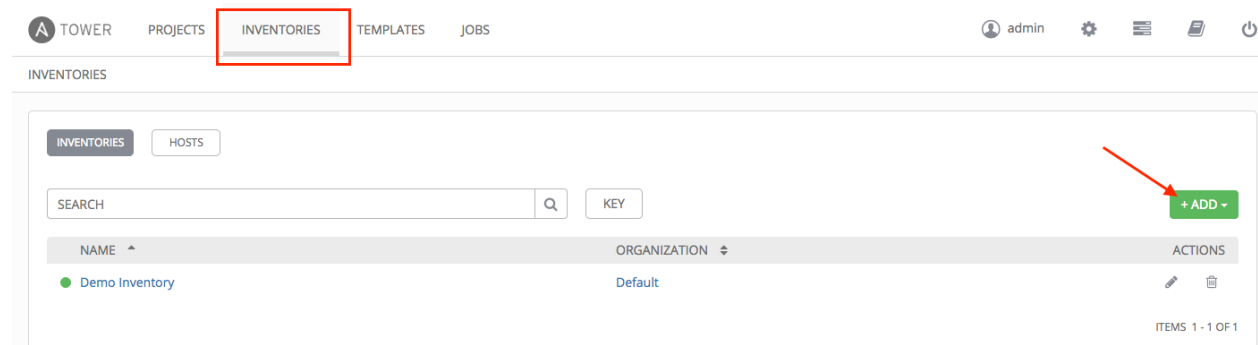 A TOWER PROJECTS INVENTORIES TEMPLATES JOBS admin
INVENTORIES
INVENTORIES HOSTS
SEARCH KEY + ADD
NAME ORGANIZATION ACTIONS
Demo Inventory Default
ITEMS 1 - 1 OF 1